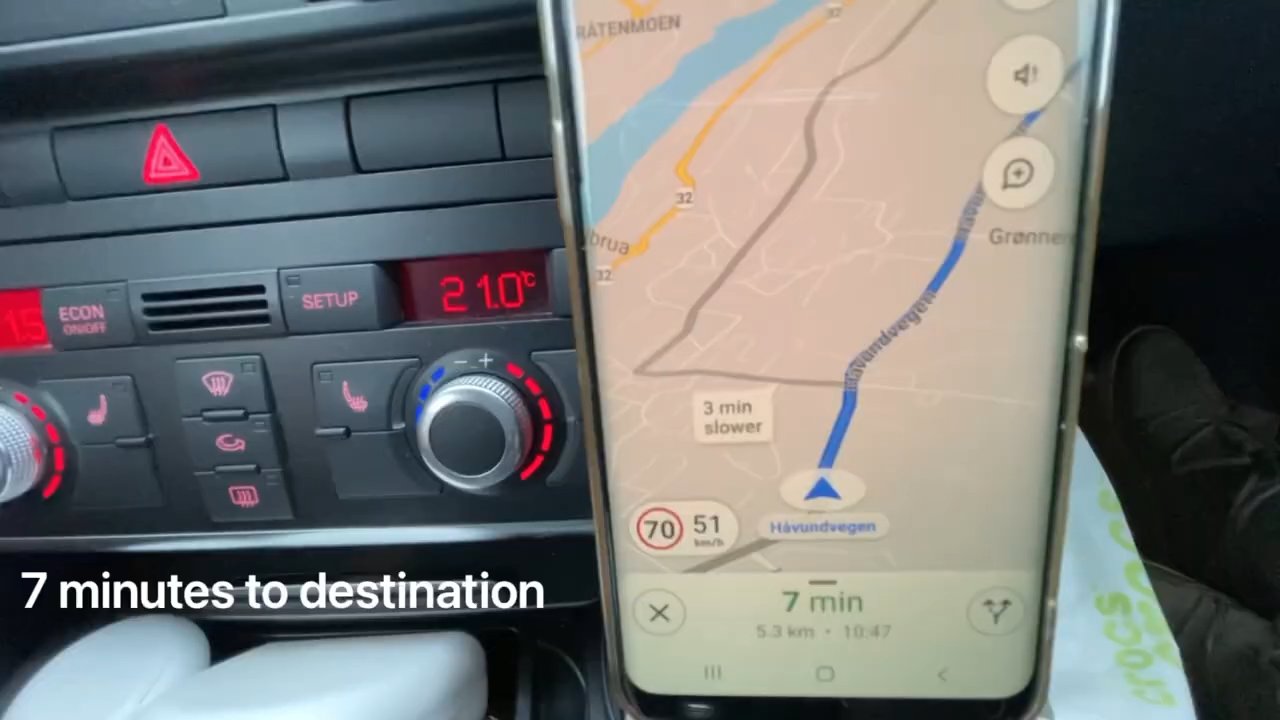 RÅTENMOEN
32
32
brua
32
Grønner
Håvundvegen
3 min
slower
70
51
km/h
Håvundvegen
7 min
5.3 km · 10:47
ECON
ON/OFF
SETUP
21.0°C
- +
7 minutes to destination
crocs